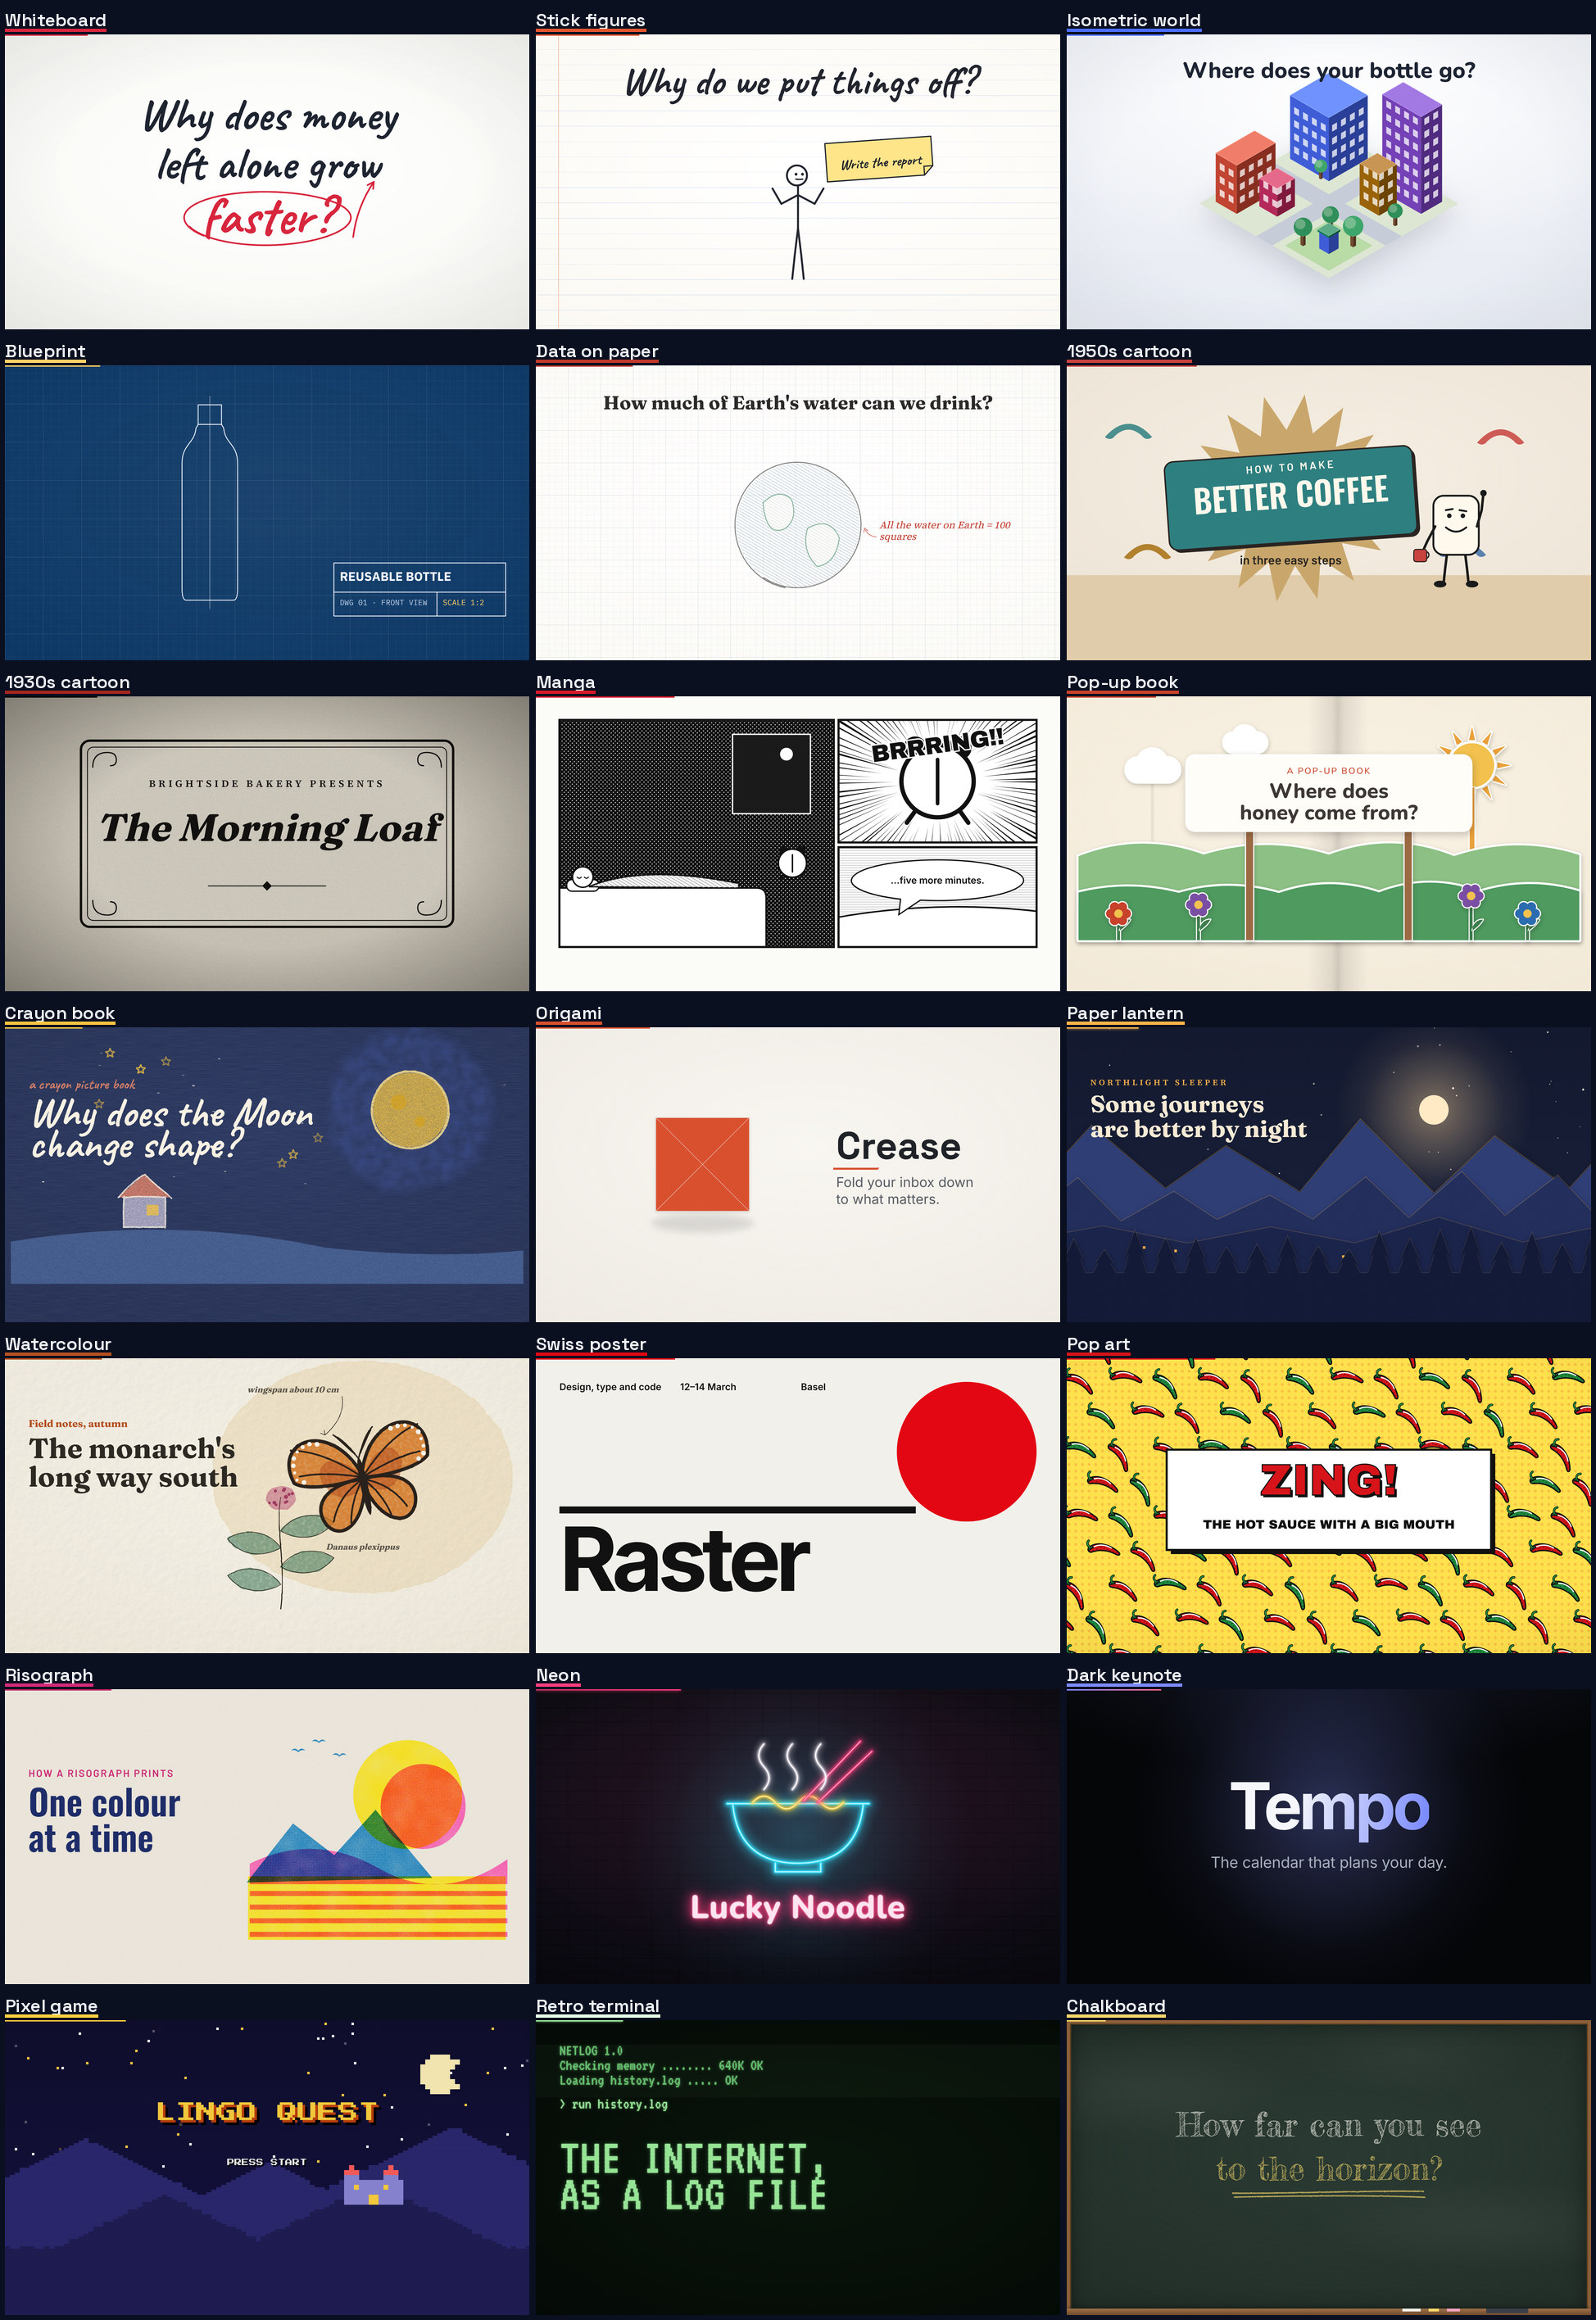 Whiteboard
Why does money
left alone grow
faster?
Stick figures
Why do we put things off?
Write the report
Isometric world
Where does your bottle go?
Blueprint
REUSABLE BOTTLE
DWG 01 - FRONT VIEW
SCALE 1:2
Data on paper
How much of Earth's water can we drink?
All the water on Earth = 100
squares
1950s cartoon
HOW TO MAKE
BETTER COFFEE
in three easy steps
1930s cartoon
BRIGHTSIDE BAKERY PRESENTS
The Morning Loaf
Manga
BRRRING!!
...five more minutes.
Pop-up book
A POP-UP BOOK
Where does
honey come from?
Crayon book
a crayon picture book
Why does the Moon
change shape?
Origami
Crease
Fold your inbox down
to what matters.
Paper lantern
NORTHLIGHT SLEEPER
Some journeys
are better by night
Watercolour
wingspan about 10 cm
Field notes, autumn
The monarch's
long way south
Danaus plexippus
Swiss poster
Design, type and code
12–14 March
Basel
Raster
Pop art
ZING!
THE HOT SAUCE WITH A BIG MOUTH
Risograph
HOW A RISOGRAPH PRINTS
One colour
at a time
Neon
Lucky Noodle
Dark keynote
Tempo
The calendar that plans your day.
Pixel game
LINGO QUEST
PRESS START
Retro terminal
NETLOG 1.0
Checking memory ........ 640K OK
Loading history.log ..... OK
❯ run history.log
THE INTERNET,
AS A LOG FILE
Chalkboard
How far can you see
to the horizon?